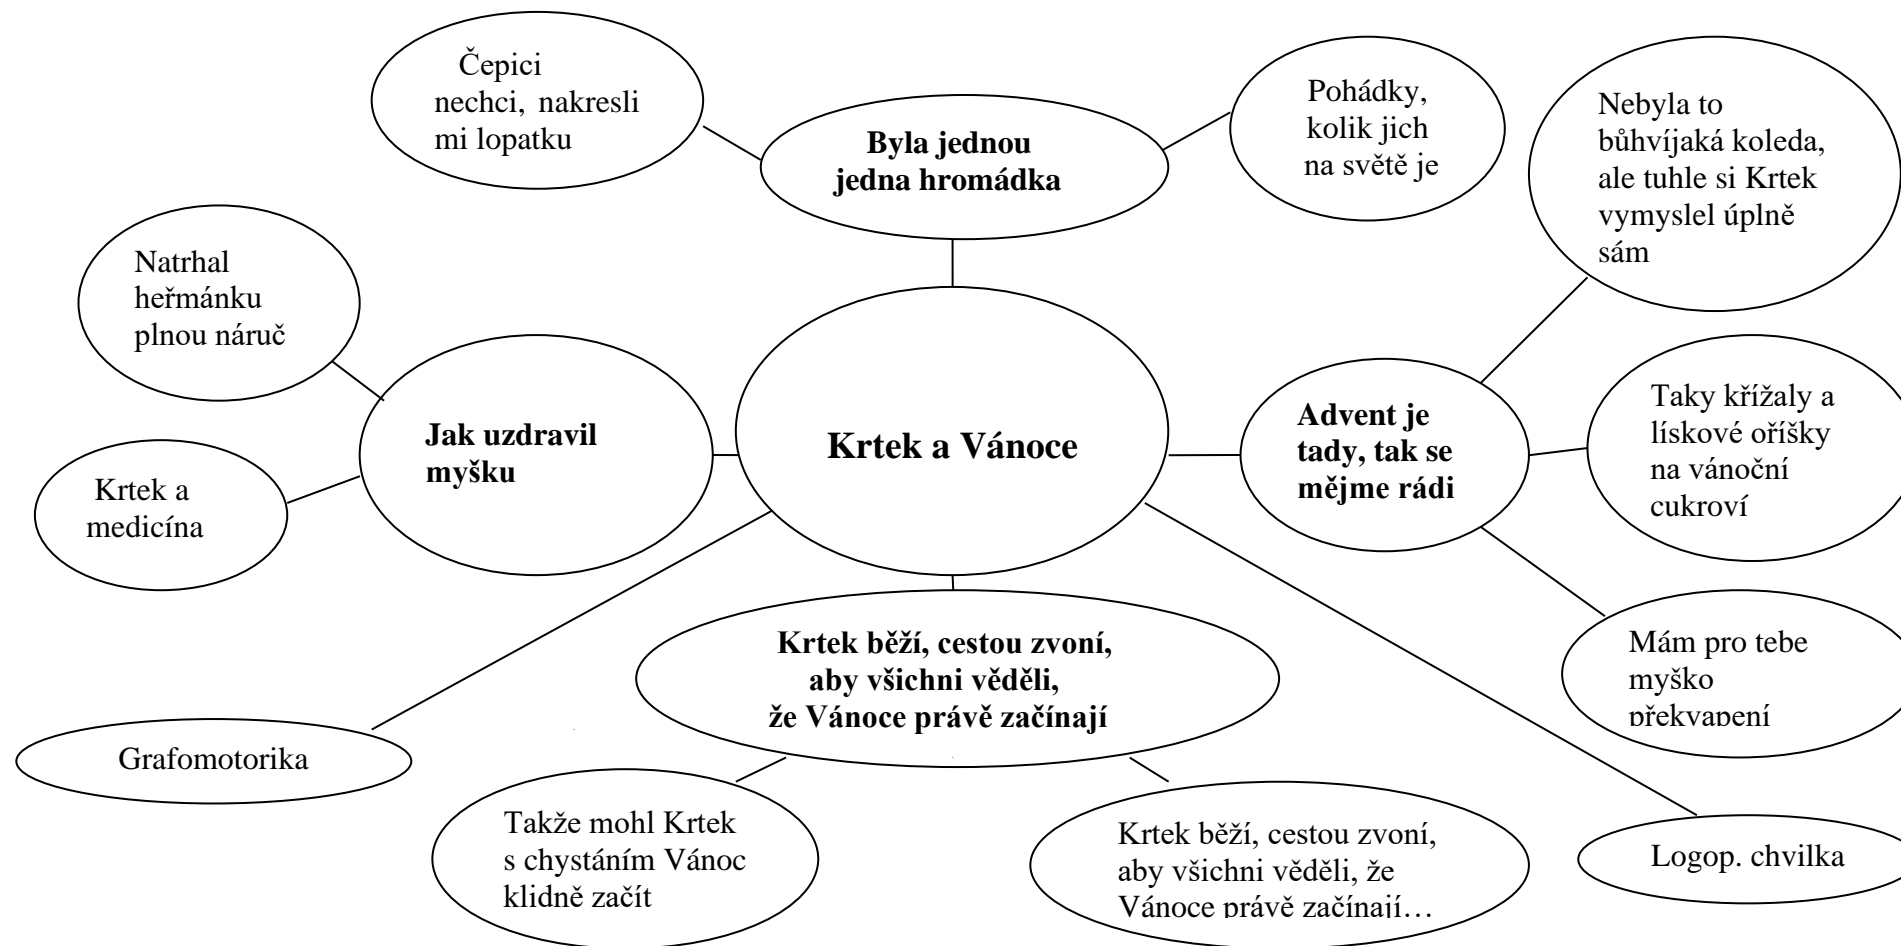 Čepici
nechci, nakresli
mi lopatku
Byla jednou
jedna hromádka
Pohádky,
kolik jich
na světě je
Nebyla to
bůhvíjaká koleda,
ale tuhle si Krtek
vymyslel úplně
sám
Natrhal
heřmánku
plnou náruč
Jak uzdravil
myšku
Krtek a Vánoce
Advent je
tady, tak se
mějme rádi
Taky křížaly a
lískové oříšky
na vánoční
cukroví
Krtek a
medicína
Krtek běží, cestou zvoní,
aby všichni věděli,
že Vánoce právě začínají
Mám pro tebe
myško
překvapení
Grafomotorika
Takže mohl Krtek
s chystáním Vánoc
klidně začít
Krtek běží, cestou zvoní,
aby všichni věděli, že
Vánoce právě začínají…
Logop. chvilka